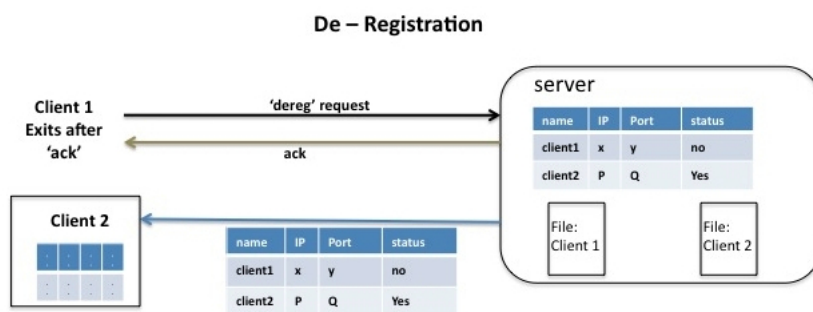 De – Registration
Client 1
Exits after
‘ack’
‘dereg’ request
ack
server
name IP Port status
client1 x y no
client2 P Q Yes
File:
Client 1
File:
Client 2
Client 2
: : : :
: : : :
name IP Port status
client1 x y no
client2 P Q Yes